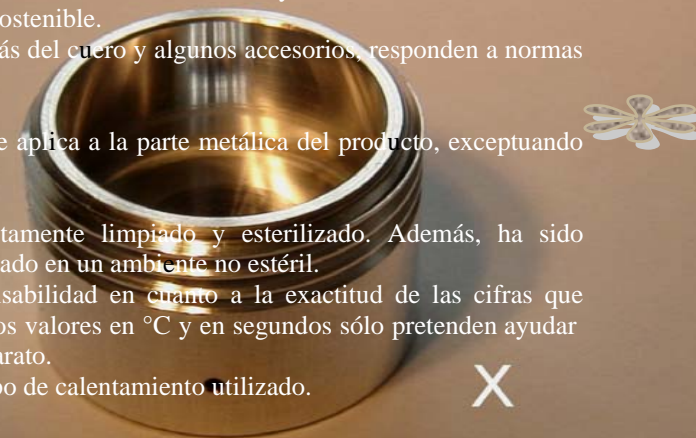 ostenible.
ás del cuero y algunos accesorios, responden a normas
e aplica a la parte metálica del producto, exceptuando
tamente limpiado y esterilizado. Además, ha sido
ado en un ambiente no estéril.
sabilidad en cuanto a la exactitud de las cifras que
os valores en °C y en segundos sólo pretenden ayudar
arato.
po de calentamiento utilizado.
X